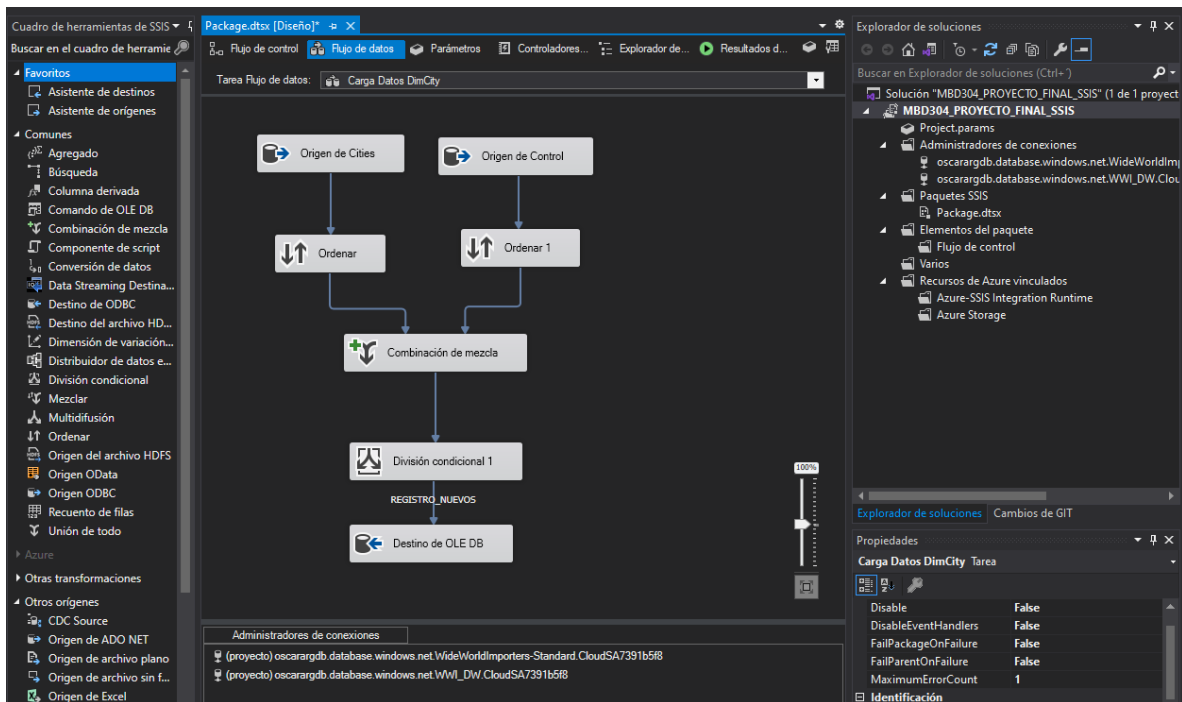 Cuadro de herramientas de SSIS
Buscar en el cuadro de herramie
Favoritos
Asistente de destinos
Asistente de orígenes
Comunes
Agregado
Búsqueda
Columna derivada
Comando de OLE DB
Combinación de mezcla
Componente de script
Conversión de datos
Data Streaming Destina...
Destino de ODBC
Destino del archivo HD...
Dimensión de variación...
Distribuidor de datos e...
División condicional
Mezclar
Multidifusión
Ordenar
Origen del archivo HDFS
Origen OData
Origen ODBC
Recuento de filas
Unión de todo
Azure
Otras transformaciones
Otros orígenes
CDC Source
Origen de ADO NET
Origen de archivo plano
Origen de archivo sin f...
Origen de Excel
Package.dtsx [Diseño]*
Flujo de control Flujo de datos Parámetros Controladores... Explorador de... Resultados d...
Tarea Flujo de datos: Carga Datos DimCity
Origen de Cities
Origen de Control
Ordenar
Ordenar 1
Combinación de mezcla
División condicional 1
REGISTRO_NUEVOS
Destino de OLE DB
100%
Administradores de conexiones
(proyecto) oscarargdb.database.windows.net.WideWorldImporters-Standard.CloudSA7391b5f8
(proyecto) oscarargdb.database.windows.net.WWI_DW.CloudSA7391b5f8
Explorador de soluciones
Buscar en Explorador de soluciones (Ctrl+´)
Solución "MBD304_PROYECTO_FINAL_SSIS" (1 de 1 proyect
MBD304_PROYECTO_FINAL_SSIS
Project.params
Administradores de conexiones
oscarargdb.database.windows.net.WideWorldIm
oscarargdb.database.windows.net.WWI_DW.Clou
Paquetes SSIS
Package.dtsx
Elementos del paquete
Flujo de control
Varios
Recursos de Azure vinculados
Azure-SSIS Integration Runtime
Azure Storage
Explorador de soluciones Cambios de GIT
Propiedades
Carga Datos DimCity Tarea
Disable False
DisableEventHandlers False
FailPackageOnFailure False
FailParentOnFailure False
MaximumErrorCount 1
Identificación